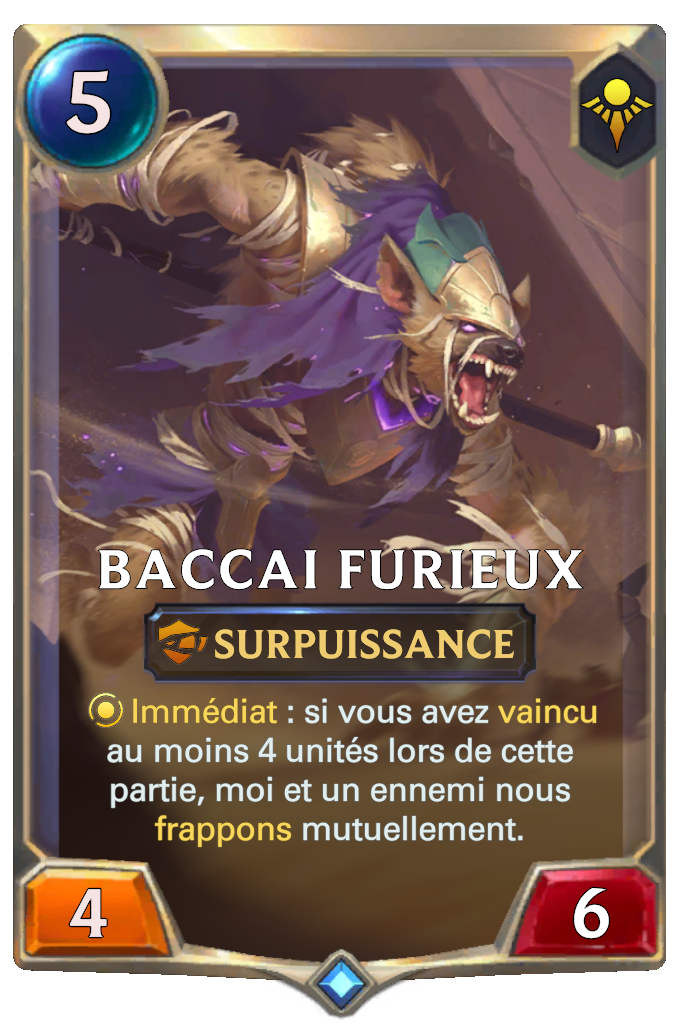 5
BACCAI FURIEUX
SURPUISSANCE
Immédiat : si vous avez vaincu
au moins 4 unités lors de cette
partie, moi et un ennemi nous
frappons mutuellement.
4
6